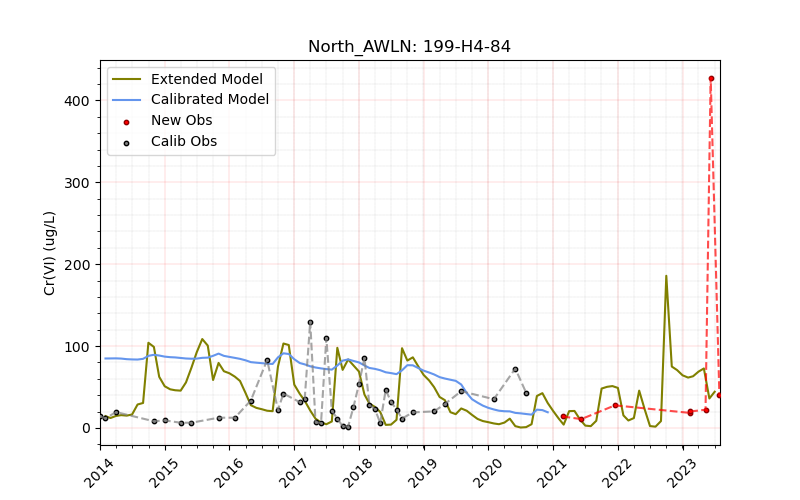 North_AWLN: 199-H4-84
Extended Model
Calibrated Model
New Obs
Calib Obs
Cr(VI) (ug/L)
400
300
200
100
0
2014
2015
2016
2017
2018
2019
2020
2021
2022
2023